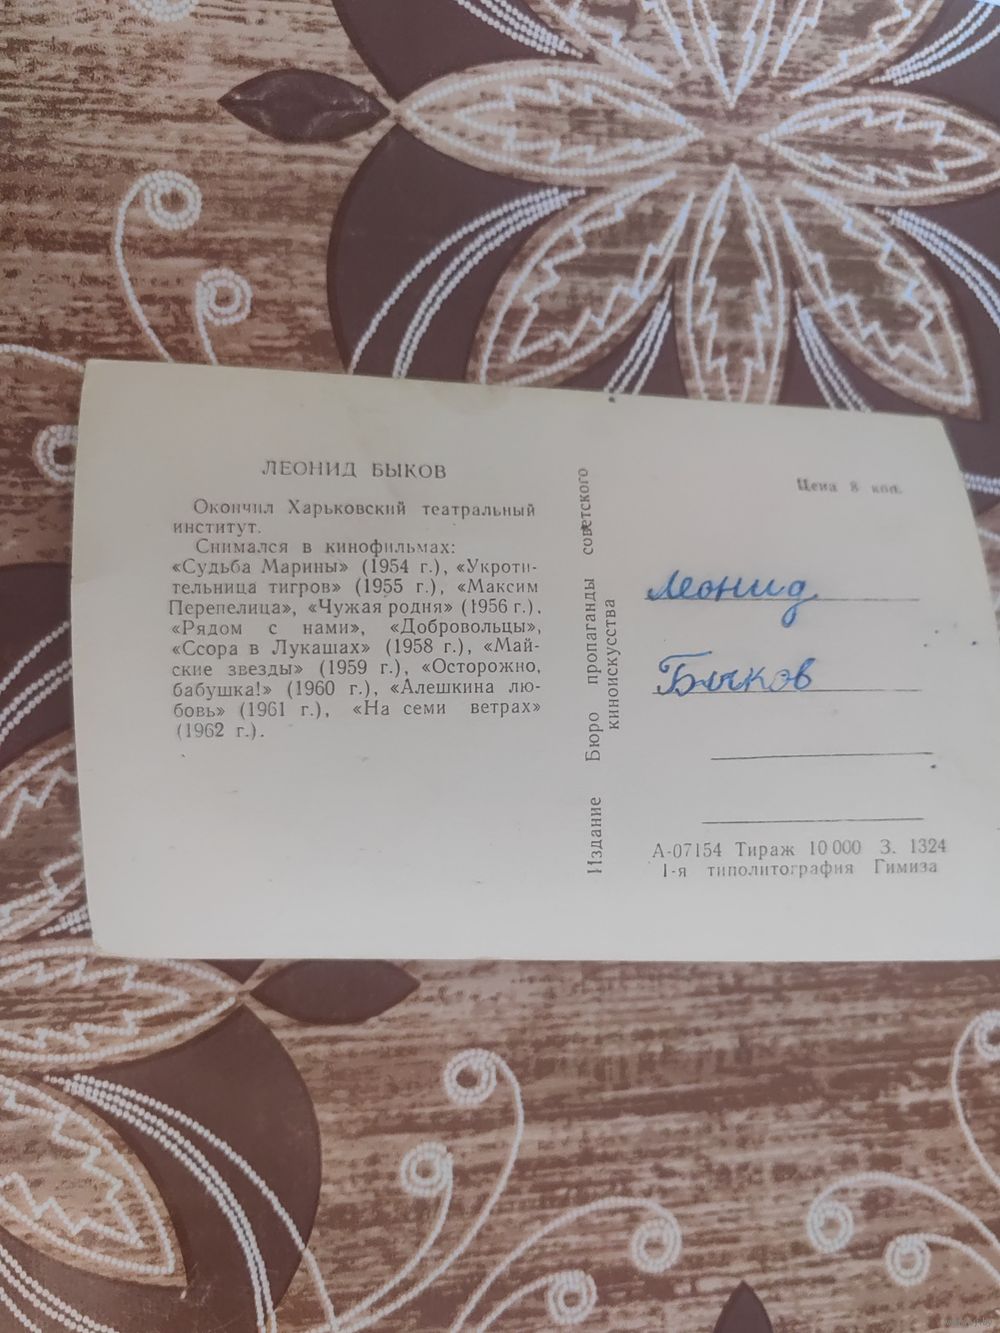 ЛЕОНИД БЫКОВ
Окончил Харьковский театральный
институт.
Снимался в кинофильмах:
«Судьба Марины» (1954 г.), «Укроти-
тельница тигров» (1955 г.), «Максим
Перепелица», «Чужая родня» (1956 г.),
«Рядом с нами», «Добровольцы»,
«Ссора в Лукашах» (1958 г.), «Май-
ские звезды» (1959 г.), «Осторожно,
бабушка!» (1960 г.), «Алешкина лю-
бовь» (1961 г.), «На семи ветрах»
(1962 г.).
Издание Бюро пропаганды советского
киноискусства
Цена 8 коп.
Леонид
Быков
А-07154 Тираж 10 000 З. 1324
1-я типолитография Гимиза